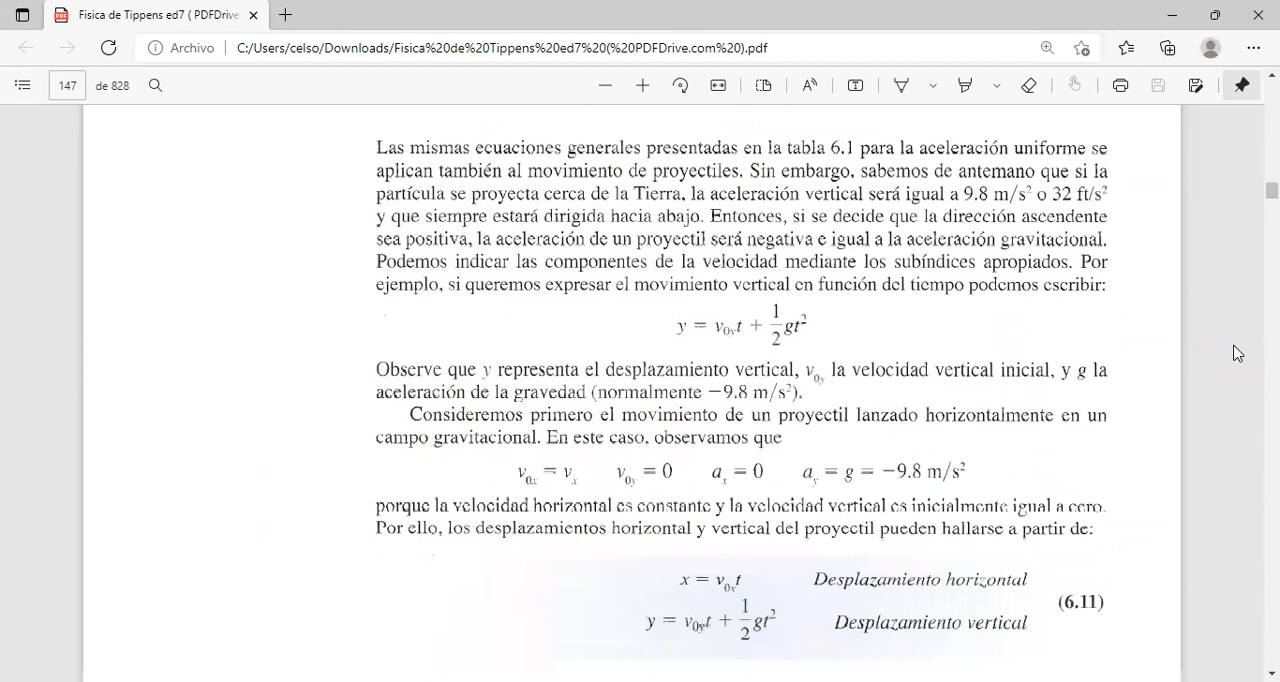 Fisica de Tippens ed7 ( PDFDrive
Archivo
C:/Users/celso/Downloads/Fisica%20de%20Tippens%20ed7%20(%20PDFDrive.com%20).pdf
147 de 828
Las mismas ecuaciones generales presentadas en la tabla 6.1 para la aceleración uniforme se
aplican también al movimiento de proyectiles. Sin embargo, sabemos de antemano que si la
partícula se proyecta cerca de la Tierra, la aceleración vertical será igual a 9.8 m/s² o 32 ft/s²
y que siempre estará dirigida hacia abajo. Entonces, si se decide que la dirección ascendente
sea positiva, la aceleración de un proyectil será negativa e igual a la aceleración gravitacional.
Podemos indicar las componentes de la velocidad mediante los subíndices apropiados. Por
ejemplo, si queremos expresar el movimiento vertical en función del tiempo podemos escribir:
y = v₀yt + 1/2 gt²
Observe que y representa el desplazamiento vertical, v₀y la velocidad vertical inicial, y g la
aceleración de la gravedad (normalmente −9.8 m/s²).
Consideremos primero el movimiento de un proyectil lanzado horizontalmente en un
campo gravitacional. En este caso, observamos que
v₀x = vx v₀y = 0 ax = 0 ay = g = −9.8 m/s²
porque la velocidad horizontal es constante y la velocidad vertical es inicialmente igual a cero.
Por ello, los desplazamientos horizontal y vertical del proyectil pueden hallarse a partir de:
x = v₀xt Desplazamiento horizontal
(6.11)
y = v₀yt + 1/2 gt² Desplazamiento vertical